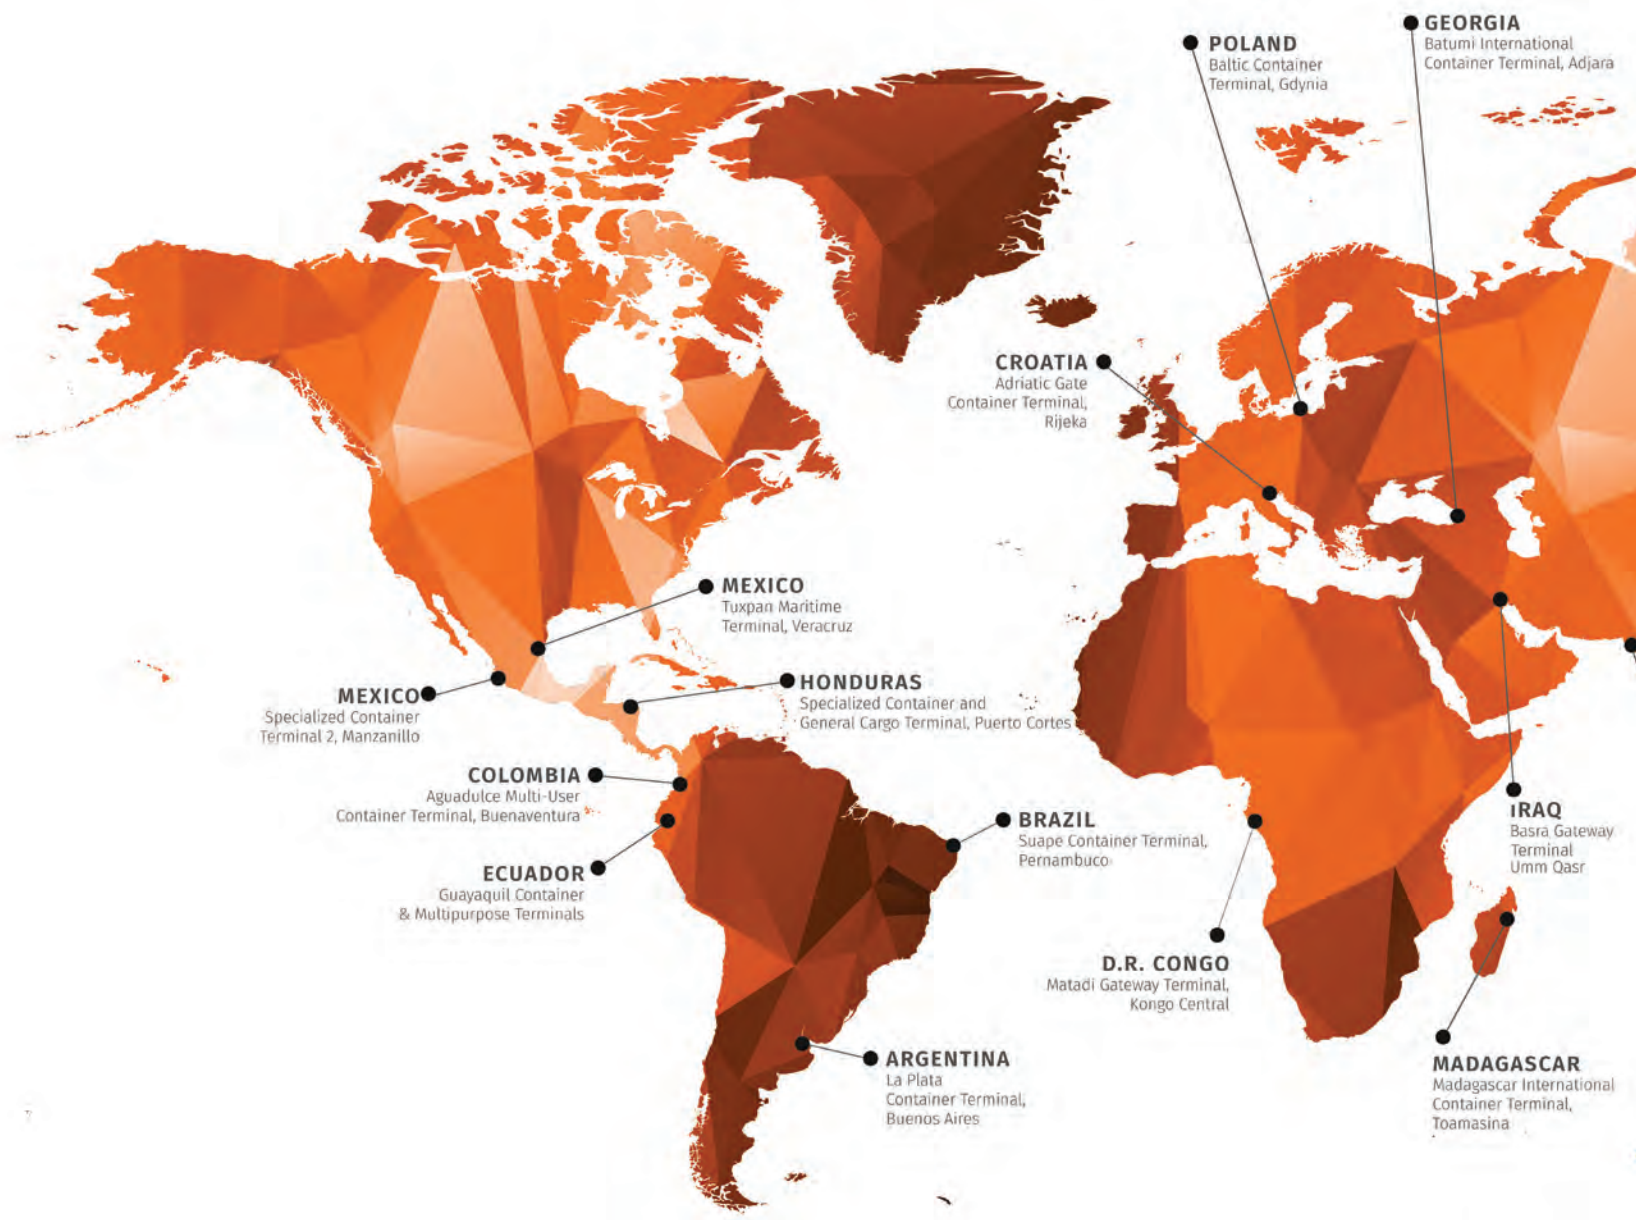 GEORGIA
Batumi International
Container Terminal, Adjara
POLAND
Baltic Container
Terminal, Gdynia
CROATIA
Adriatic Gate
Container Terminal,
Rijeka
MEXICO
Tuxpan Maritime
Terminal, Veracruz
MEXICO
Specialized Container
Terminal 2, Manzanillo
HONDURAS
Specialized Container and
General Cargo Terminal, Puerto Cortes
COLOMBIA
Aguadulce Multi-User
Container Terminal, Buenaventura
ECUADOR
Guayaquil Container
& Multipurpose Terminals
BRAZIL
Suape Container Terminal,
Pernambuco
IRAQ
Basra Gateway
Terminal
Umm Qasr
D.R. CONGO
Matadi Gateway Terminal,
Kongo Central
ARGENTINA
La Plata
Container Terminal,
Buenos Aires
MADAGASCAR
Madagascar International
Container Terminal,
Toamasina